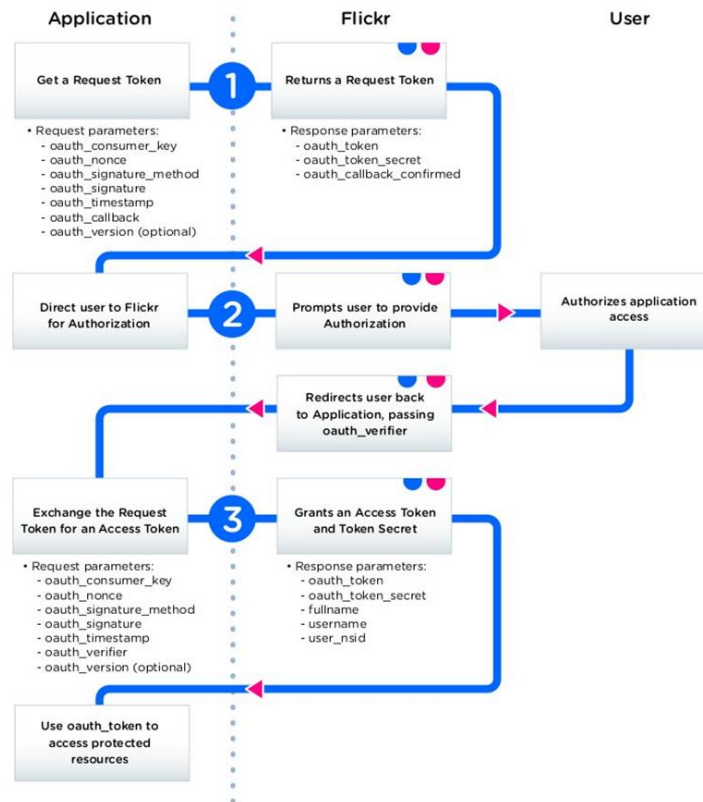 Application
Flickr
User
Get a Request Token
1
Returns a Request Token
• Request parameters:
- oauth_consumer_key
- oauth_nonce
- oauth_signature_method
- oauth_signature
- oauth_timestamp
- oauth_callback
- oauth_version (optional)
• Response parameters:
- oauth_token
- oauth_token_secret
- oauth_callback_confirmed
Direct user to Flickr
for Authorization
2
Prompts user to provide
Authorization
Authorizes application
access
Redirects user back
to Application, passing
oauth_verifier
Exchange the Request
Token for an Access Token
3
Grants an Access Token
and Token Secret
• Request parameters:
- oauth_consumer_key
- oauth_nonce
- oauth_signature_method
- oauth_signature
- oauth_timestamp
- oauth_verifier
- oauth_version (optional)
• Response parameters:
- oauth_token
- oauth_token_secret
- fullname
- username
- user_nsid
Use oauth_token to
access protected
resources